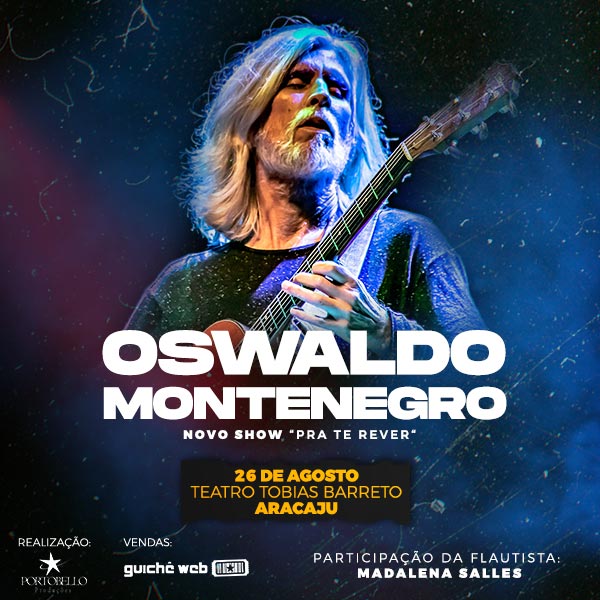 OSWALDO
MONTENEGRO
NOVO SHOW "PRA TE REVER"
26 DE AGOSTO
TEATRO TOBIAS BARRETO
ARACAJU
REALIZAÇÃO:
PORTOBELLO
Produções
VENDAS:
guichê web
PARTICIPAÇÃO DA FLAUTISTA:
MADALENA SALLES